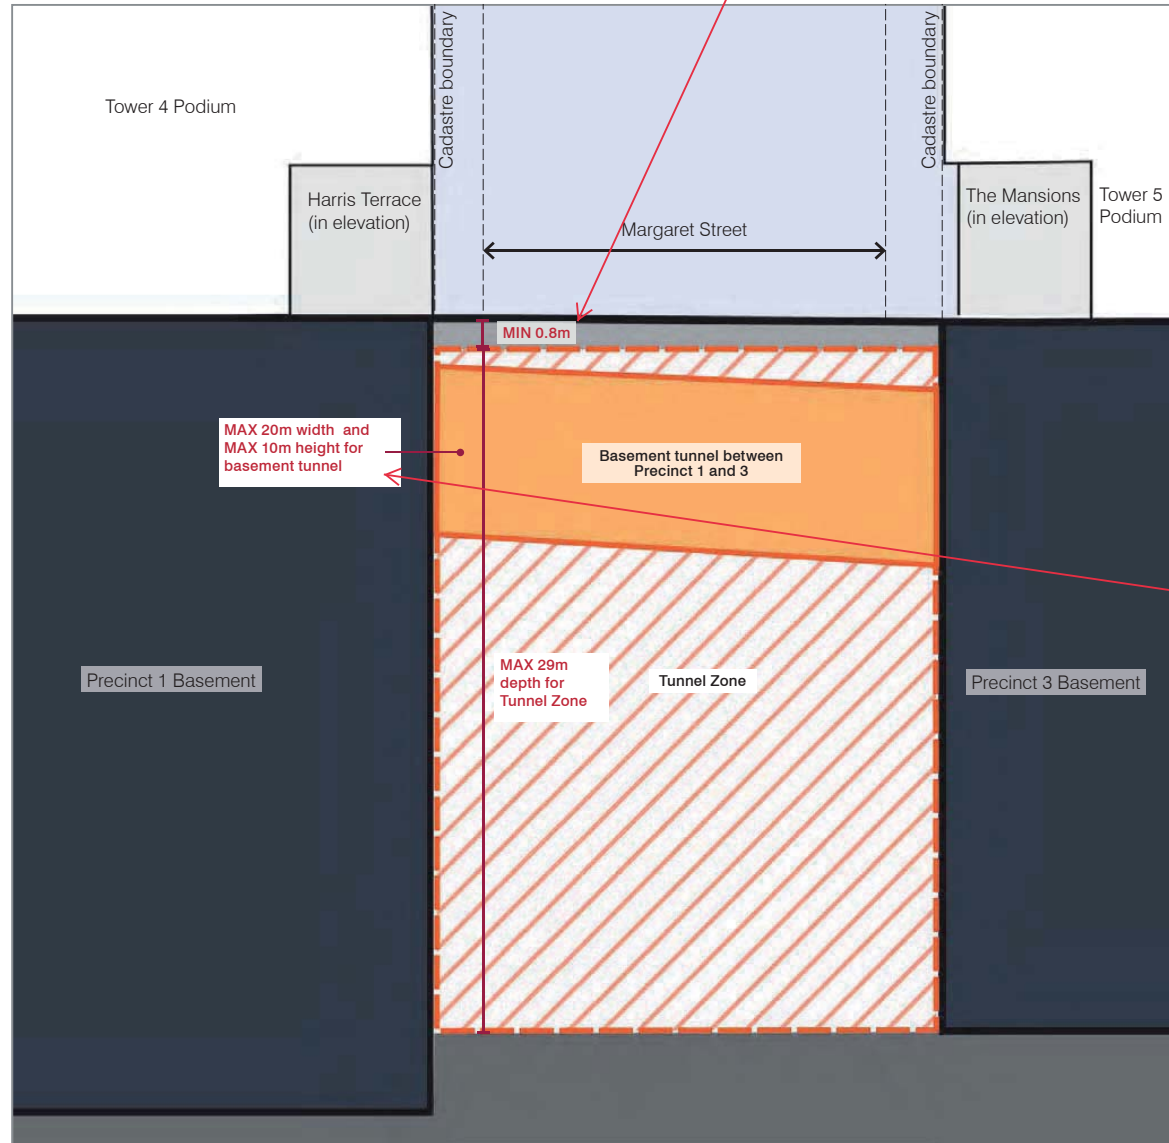 Cadastre boundary
Cadastre boundary
Tower 4 Podium
Harris Terrace
(in elevation)
The Mansions
(in elevation)
Tower 5
Podium
Margaret Street
MIN 0.8m
MAX 20m width and
MAX 10m height for
basement tunnel
Basement tunnel between
Precinct 1 and 3
Precinct 1 Basement
MAX 29m
depth for
Tunnel Zone
Tunnel Zone
Precinct 3 Basement